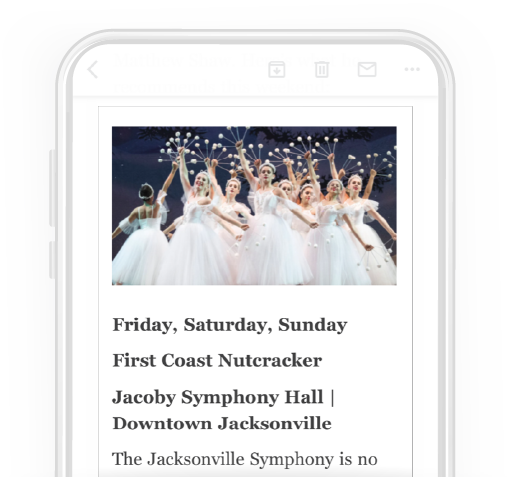 Friday, Saturday, Sunday
First Coast Nutcracker
Jacoby Symphony Hall |
Downtown Jacksonville
The Jacksonville Symphony is no